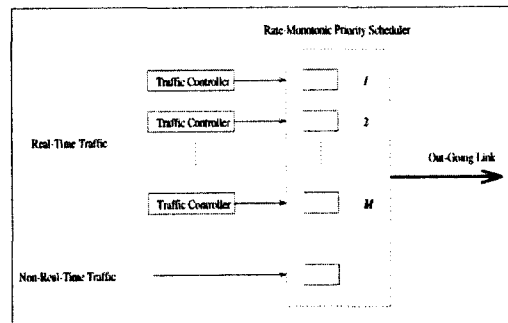 Rate-Monotonic Priority Scheduler
Traffic Controller
1
Traffic Controller
2
Real-Time Traffic
Out-Going Link
Traffic Controller
M
Non-Real-Time Traffic